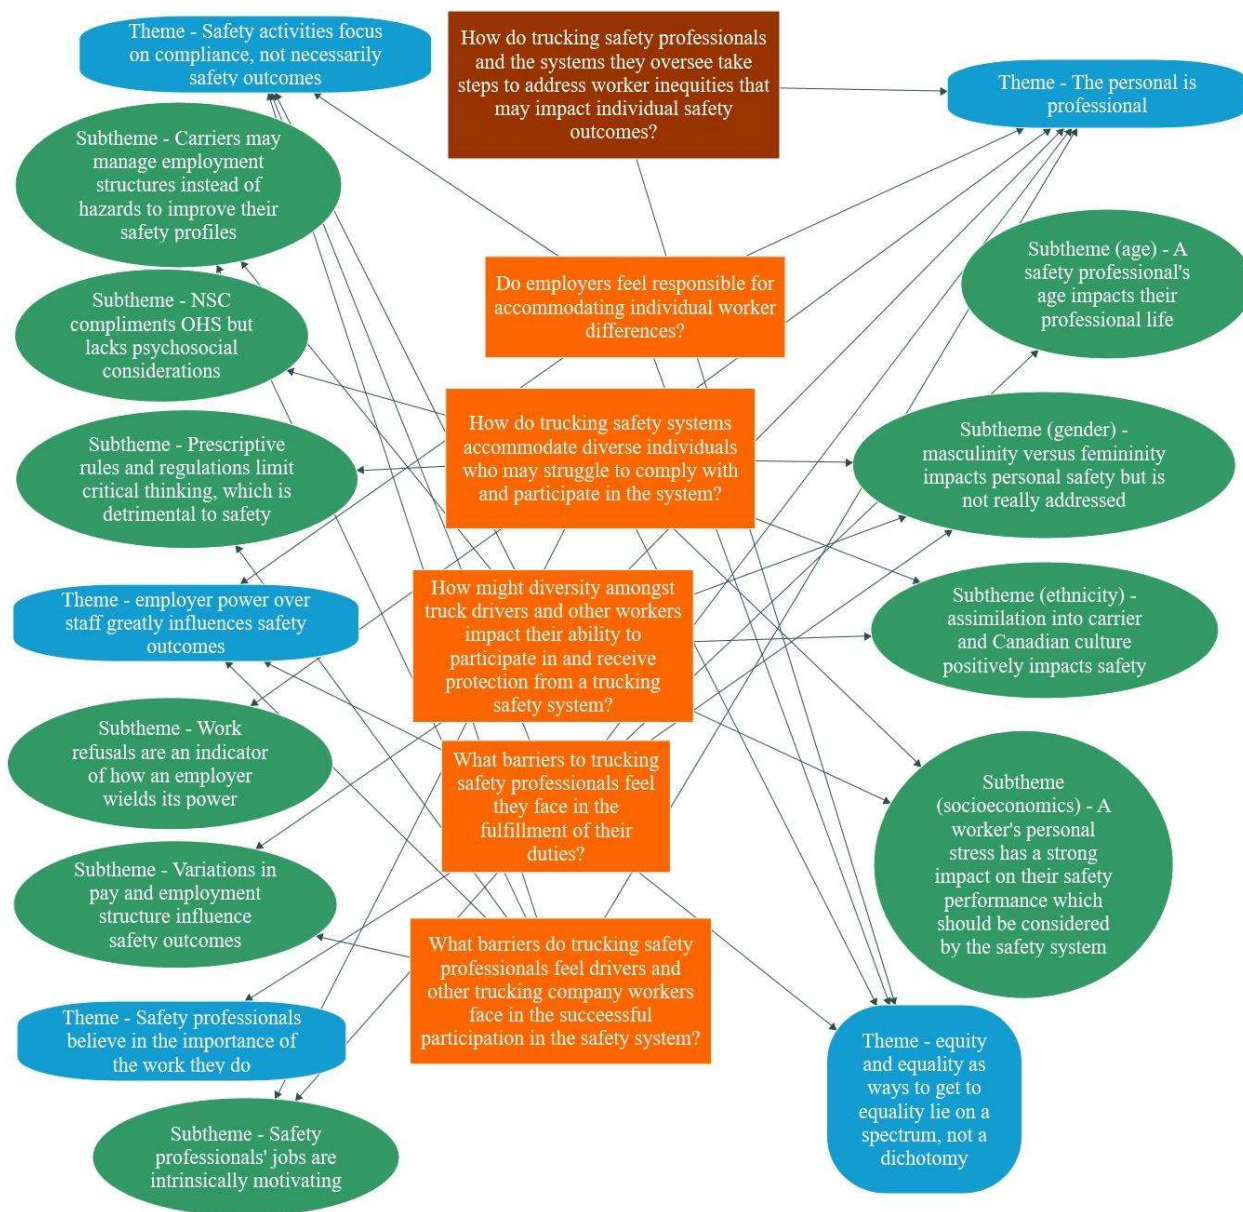 Theme - Safety activities focus
on compliance, not necessarily
safety outcomes
How do trucking safety professionals
and the systems they oversee take
steps to address worker inequities that
may impact individual safety
outcomes?
Theme - The personal is
professional
Subtheme - Carriers may
manage employment
structures instead of
hazards to improve their
safety profiles
Subtheme (age) - A
safety professional's
age impacts their
professional life
Do employers feel responsible for
accommodating individual worker
differences?
Subtheme - NSC
compliments OHS but
lacks psychosocial
considerations
How do trucking safety systems
accommodate diverse individuals
who may struggle to comply with
and participate in the system?
Subtheme (gender) -
masculinity versus femininity
impacts personal safety but is
not really addressed
Subtheme - Prescriptive
rules and regulations limit
critical thinking, which is
detrimental to safety
How might diversity amongst
truck drivers and other workers
impact their ability to
participate in and receive
protection from a trucking
safety system?
Subtheme (ethnicity) -
assimilation into carrier
and Canadian culture
positively impacts safety
Theme - employer power over
staff greatly influences safety
outcomes
Subtheme - Work
refusals are an indicator
of how an employer
wields its power
What barriers to trucking
safety professionals feel
they face in the
fulfillment of their
duties?
Subtheme
(socioeconomics) - A
worker's personal
stress has a strong
impact on their safety
performance which
should be considered
by the safety system
Subtheme - Variations in
pay and employment
structure influence
safety outcomes
What barriers do trucking safety
professionals feel drivers and
other trucking company workers
face in the succeessful
participation in the safety system?
Theme - Safety professionals
believe in the importance of
the work they do
Theme - equity
and equality as
ways to get to
equality lie on a
spectrum, not a
dichotomy
Subtheme - Safety
professionals' jobs are
intrinsically motivating